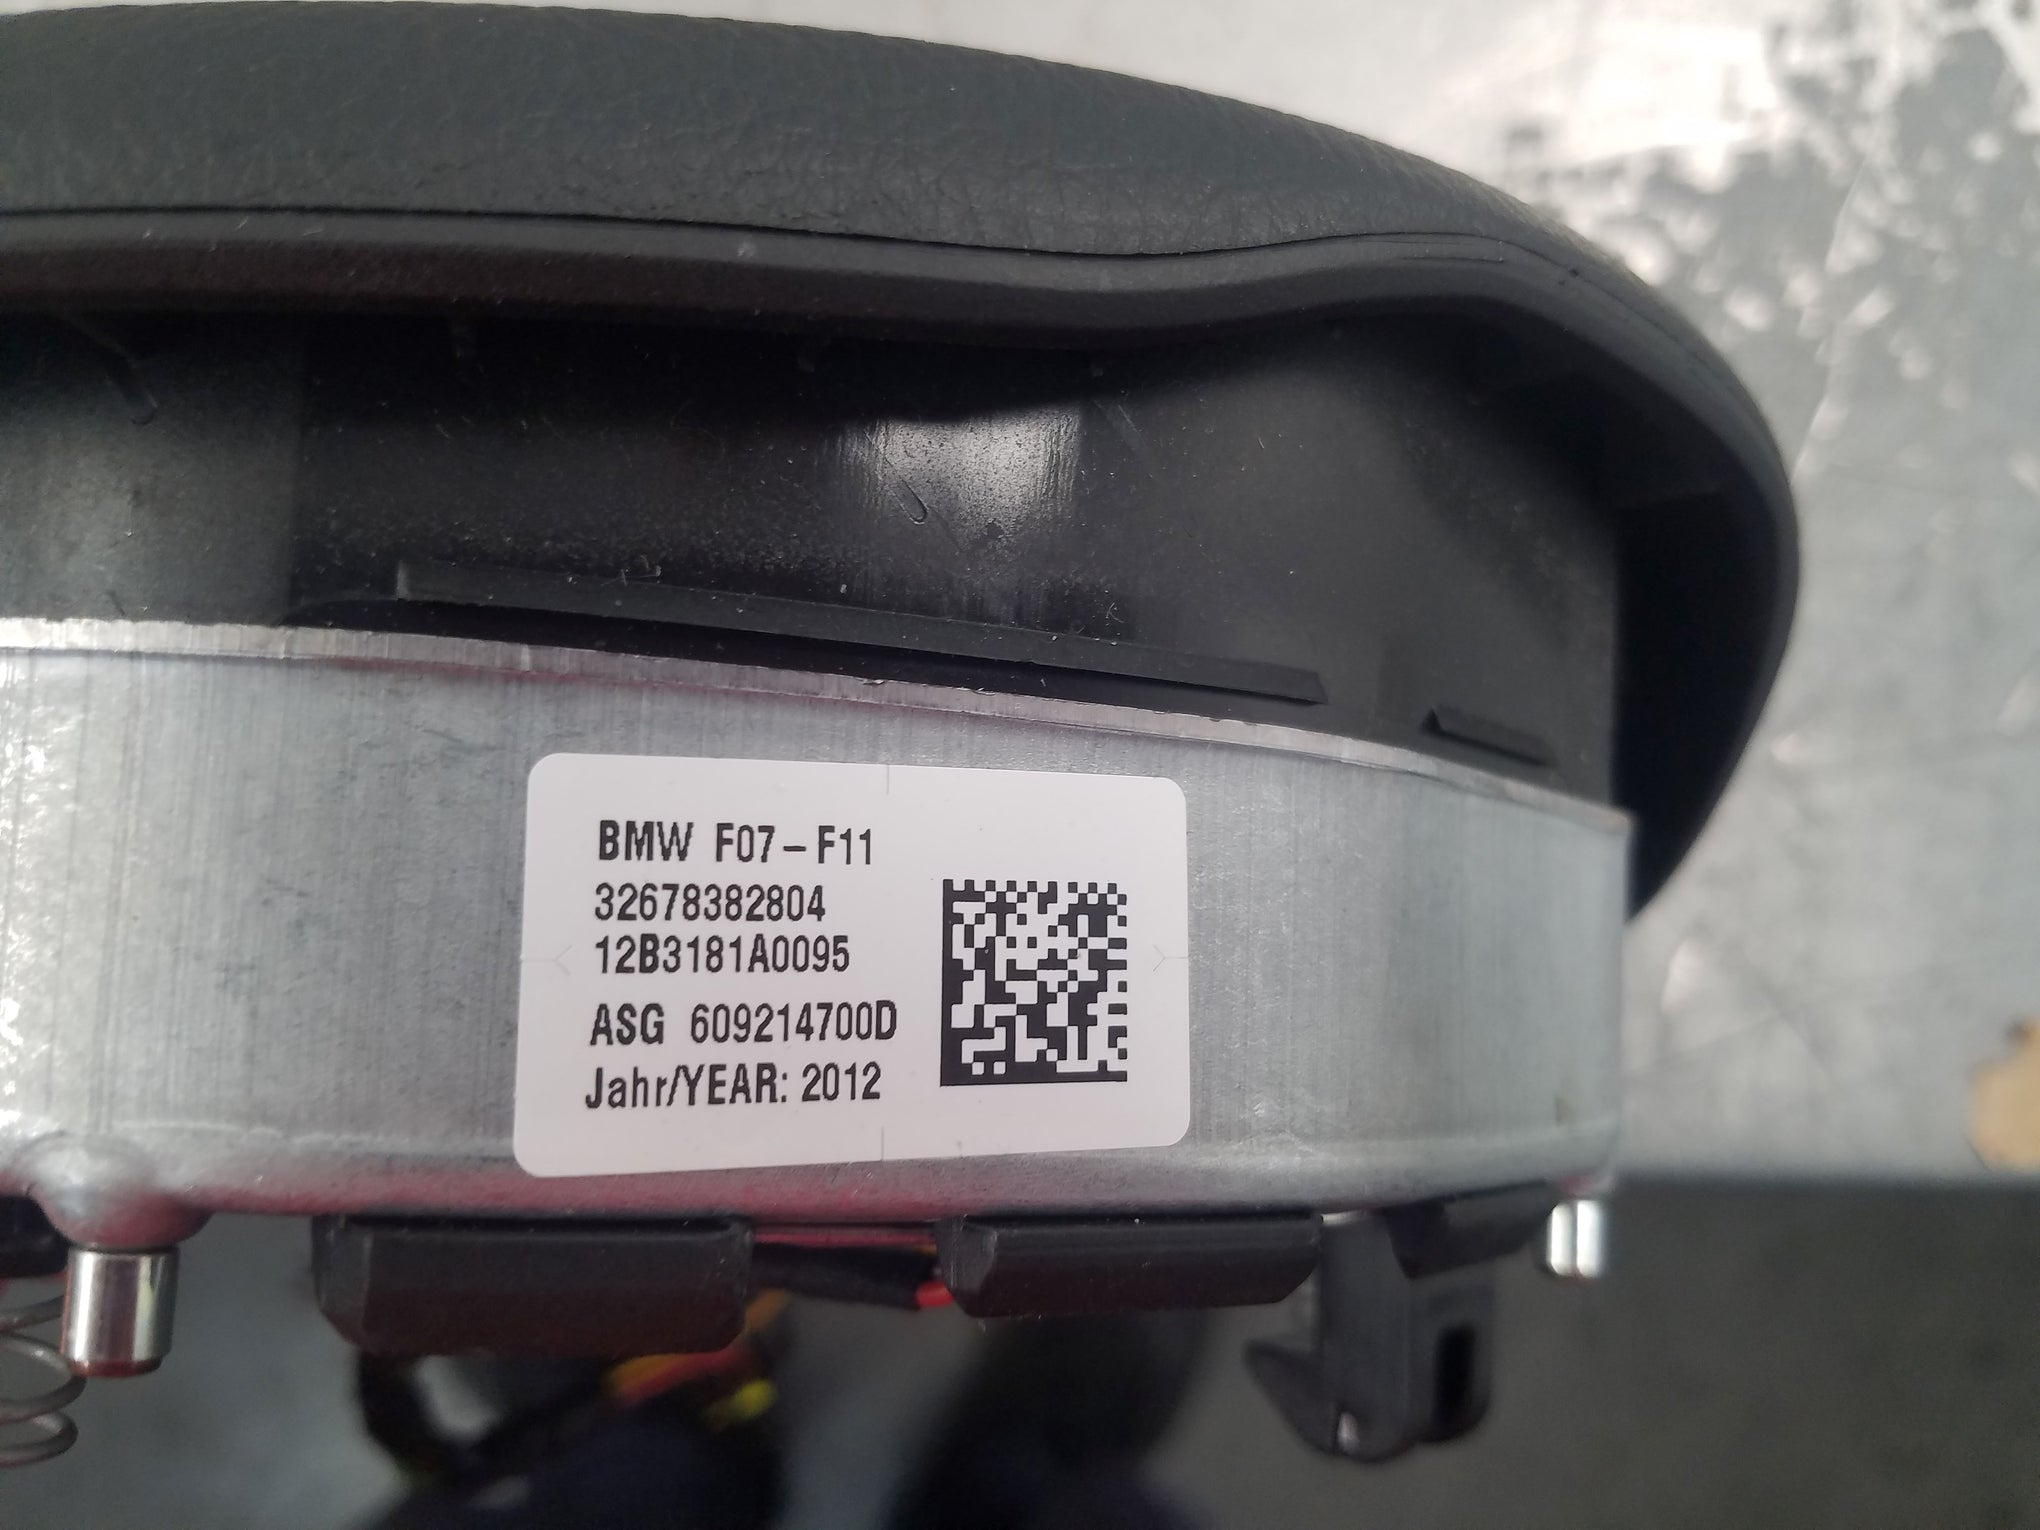 BMW F07-F11
32678382804
12B3181A0095
ASG 609214700D
Jahr/YEAR: 2012